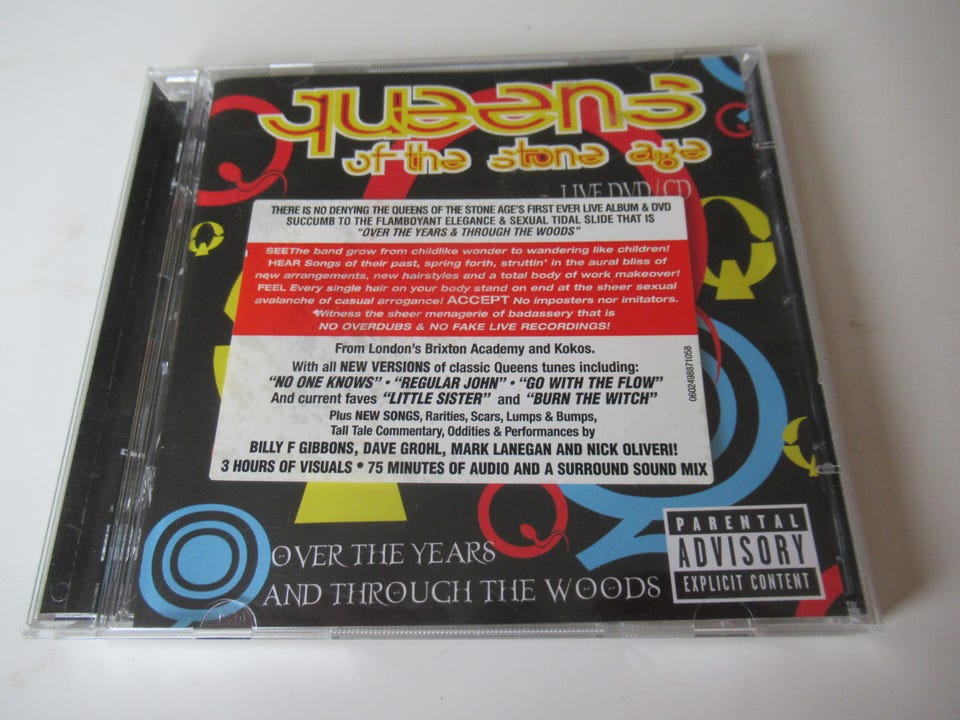 queens
of the stone age
LIVE DVD/CD
THERE IS NO DENYING THE QUEENS OF THE STONE AGE'S FIRST EVER LIVE ALBUM & DVD
SUCCUMB TO THE FLAMBOYANT ELEGANCE & SEXUAL TIDAL SLIDE THAT IS
"OVER THE YEARS & THROUGH THE WOODS"
SEE The band grow from childlike wonder to wandering like children!
HEAR Songs of their past, spring forth, struttin' in the aural bliss of
new arrangements, new hairstyles and a total body of work makeover!
FEEL Every single hair on your body stand on end at the sheer sexual
avalanche of casual arrogance! ACCEPT No imposters nor imitators.
Witness the sheer menagerie of badassery that is
NO OVERDUBS & NO FAKE LIVE RECORDINGS!
From London's Brixton Academy and Kokos.
With all NEW VERSIONS of classic Queens tunes including:
"NO ONE KNOWS" • "REGULAR JOHN" • "GO WITH THE FLOW"
And current faves "LITTLE SISTER" and "BURN THE WITCH"
Plus NEW SONGS, Rarities, Scars, Lumps & Bumps,
Tall Tale Commentary, Oddities & Performances by
BILLY F GIBBONS, DAVE GROHL, MARK LANEGAN AND NICK OLIVERI!
3 HOURS OF VISUALS • 75 MINUTES OF AUDIO AND A SURROUND SOUND MIX
0602498871058
OVER THE YEARS
AND THROUGH THE WOODS
PARENTAL
ADVISORY
EXPLICIT CONTENT